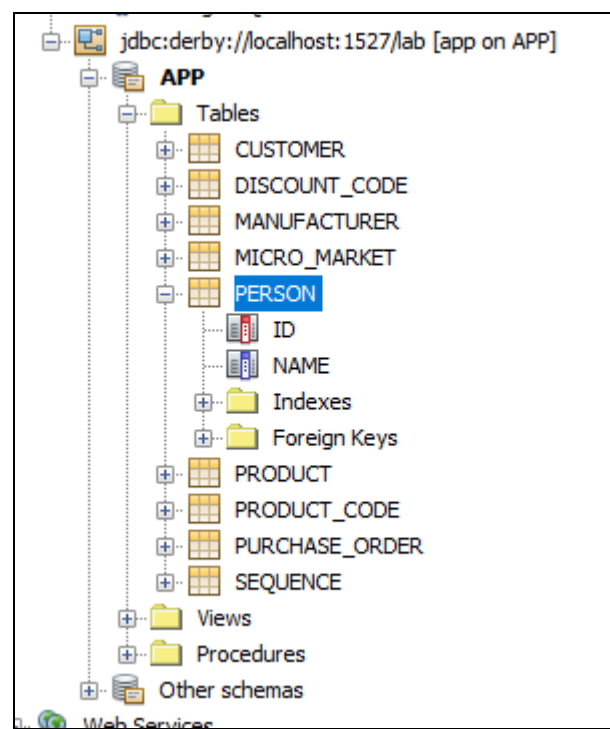 jdbc:derby://localhost:1527/lab [app on APP]
APP
Tables
CUSTOMER
DISCOUNT_CODE
MANUFACTURER
MICRO_MARKET
PERSON
ID
NAME
Indexes
Foreign Keys
PRODUCT
PRODUCT_CODE
PURCHASE_ORDER
SEQUENCE
Views
Procedures
Other schemas
Web Services